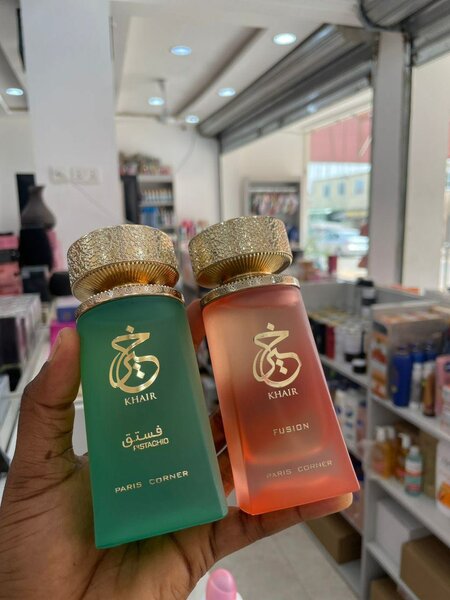 خير
KHAIR
فستق
PISTACHIO
PARIS CORNER
خير
KHAIR
FUSION
PARIS CORNER